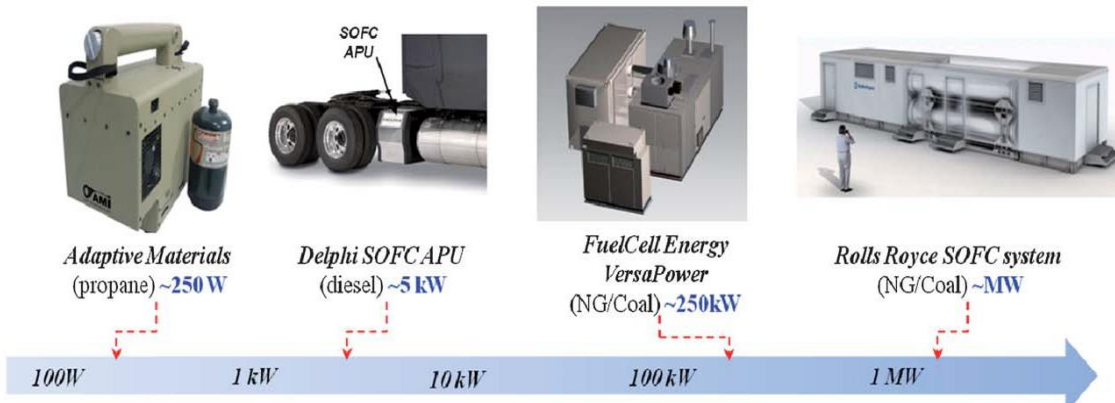 SOFC
APU
AMI
Adaptive Materials
(propane) ~250 W
Delphi SOFC APU
(diesel) ~5 kW
FuelCell Energy
VersaPower
(NG/Coal) ~250kW
Rolls Royce SOFC system
(NG/Coal) ~MW
100W
1 kW
10 kW
100 kW
1 MW